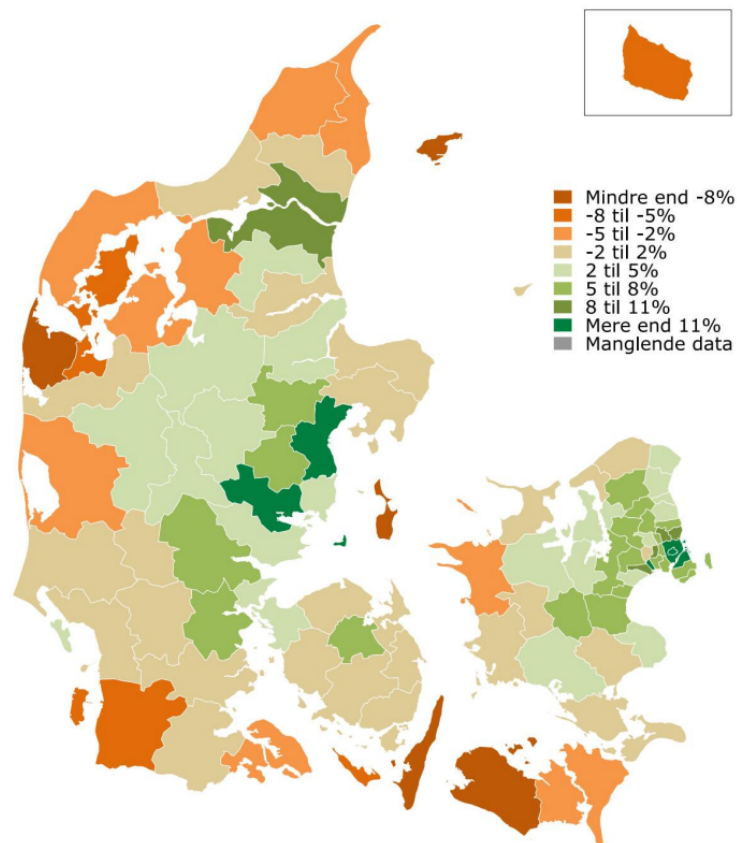 Mindre end -8%
-8 til -5%
-5 til -2%
-2 til 2%
2 til 5%
5 til 8%
8 til 11%
Mere end 11%
Manglende data